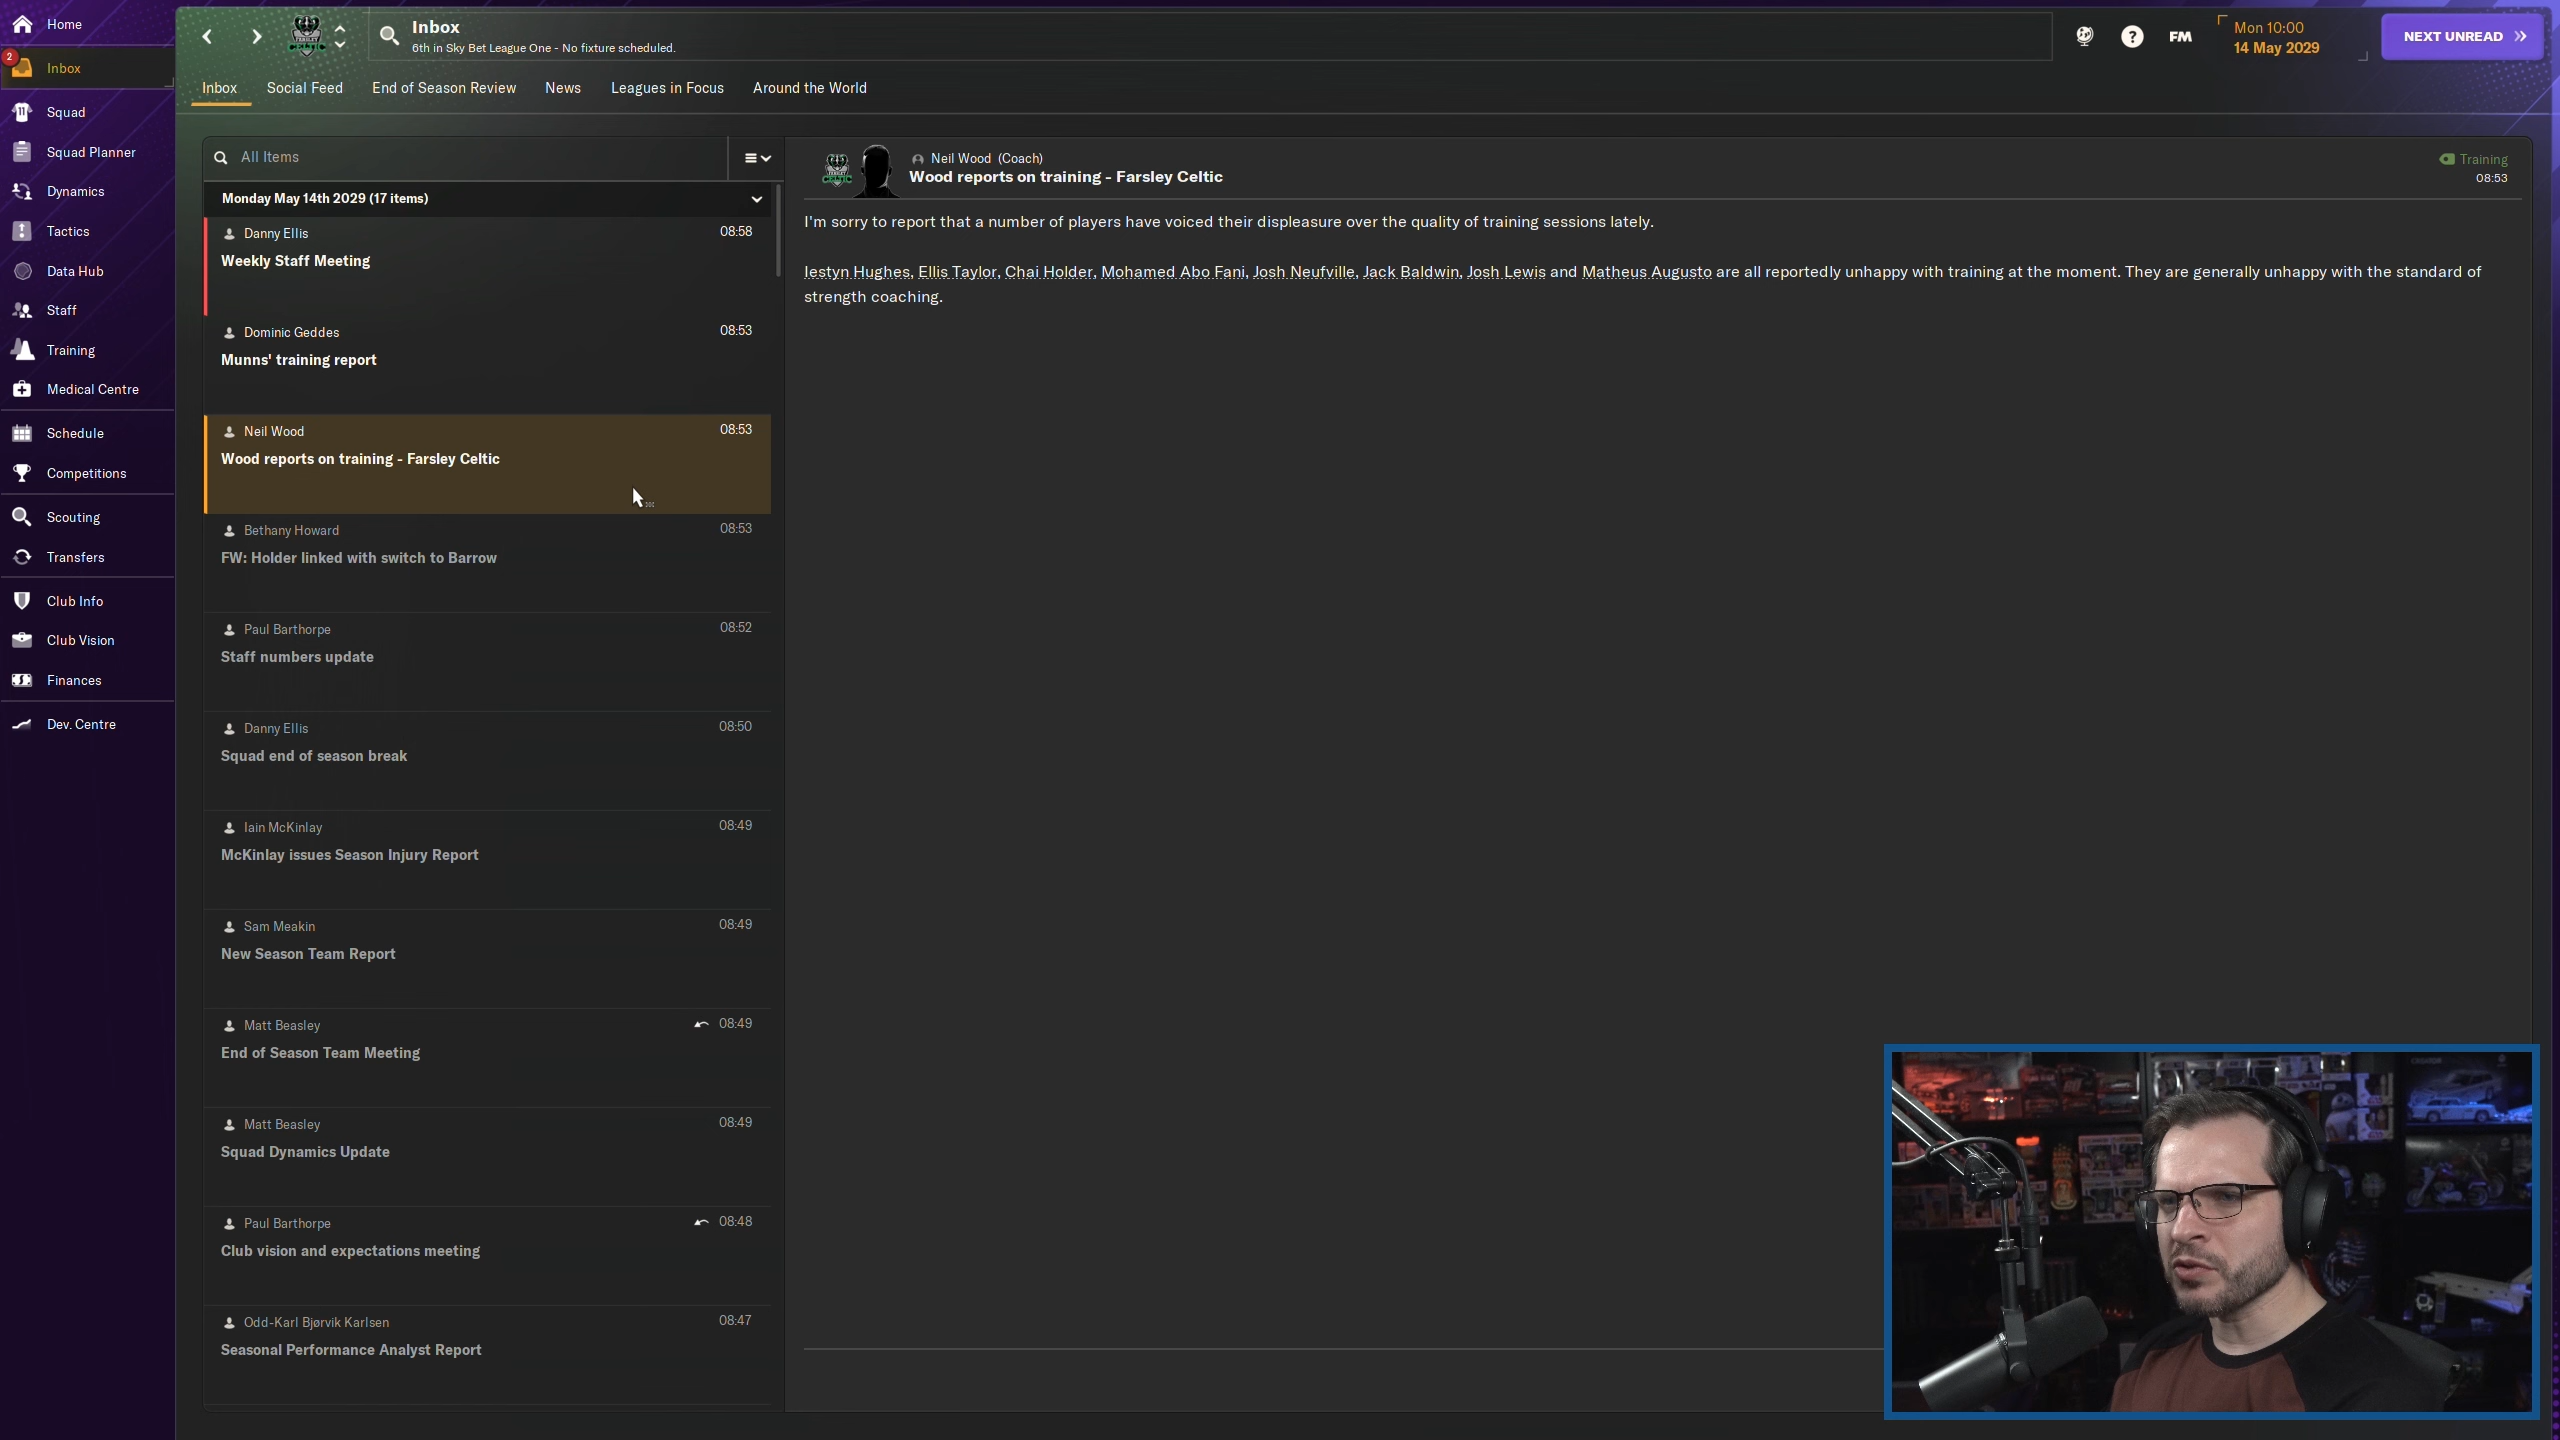 Home
2
Inbox
Squad
Squad Planner
Dynamics
Tactics
Data Hub
Staff
Training
Medical Centre
Schedule
Competitions
Scouting
Transfers
Club Info
Club Vision
Finances
Dev. Centre
Inbox
6th in Sky Bet League One - No fixture scheduled.
FM
Mon 10:00
14 May 2029
NEXT UNREAD
Inbox
Social Feed
End of Season Review
News
Leagues in Focus
Around the World
All Items
Monday May 14th 2029 (17 items)
Danny Ellis 08:58
Weekly Staff Meeting
Dominic Geddes 08:53
Munns' training report
Neil Wood 08:53
Wood reports on training - Farsley Celtic
Bethany Howard 08:53
FW: Holder linked with switch to Barrow
Paul Barthorpe 08:52
Staff numbers update
Danny Ellis 08:50
Squad end of season break
Iain McKinlay 08:49
McKinlay issues Season Injury Report
Sam Meakin 08:49
New Season Team Report
Matt Beasley 08:49
End of Season Team Meeting
Matt Beasley 08:49
Squad Dynamics Update
Paul Barthorpe 08:48
Club vision and expectations meeting
Odd-Karl Bjørvik Karlsen 08:47
Seasonal Performance Analyst Report
Neil Wood (Coach)
Wood reports on training - Farsley Celtic
Training
08:53
I'm sorry to report that a number of players have voiced their displeasure over the quality of training sessions lately.
Iestyn Hughes, Ellis Taylor, Chai Holder, Mohamed Abo Fani, Josh Neufville, Jack Baldwin, Josh Lewis and Matheus Augusto are all reportedly unhappy with training at the moment. They are generally unhappy with the standard of
strength coaching.